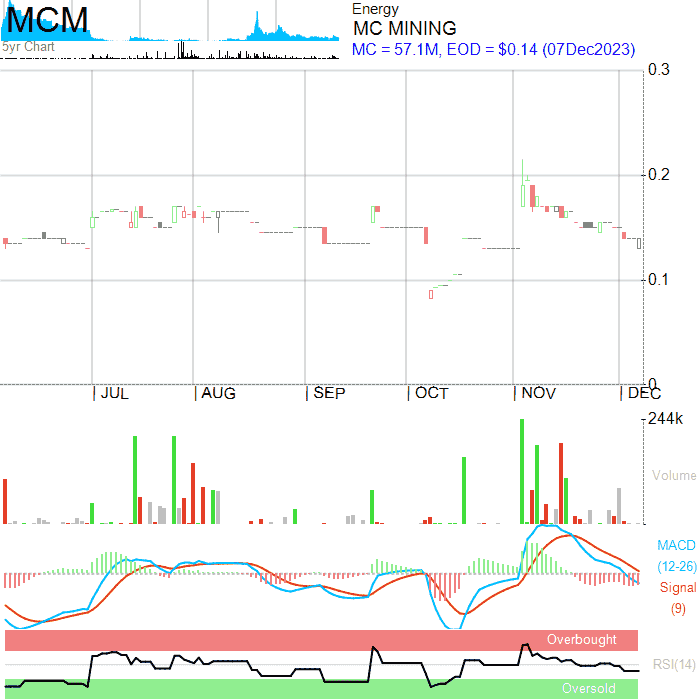 MCM
5yr Chart
Energy
MC MINING
MC = 57.1M, EOD = $0.14 (07Dec2023)
0.3
0.2
0.1
0
JUL AUG SEP OCT NOV DEC
244k
Volume
MACD
(12-26)
Signal
(9)
Overbought
RSI(14)
Oversold